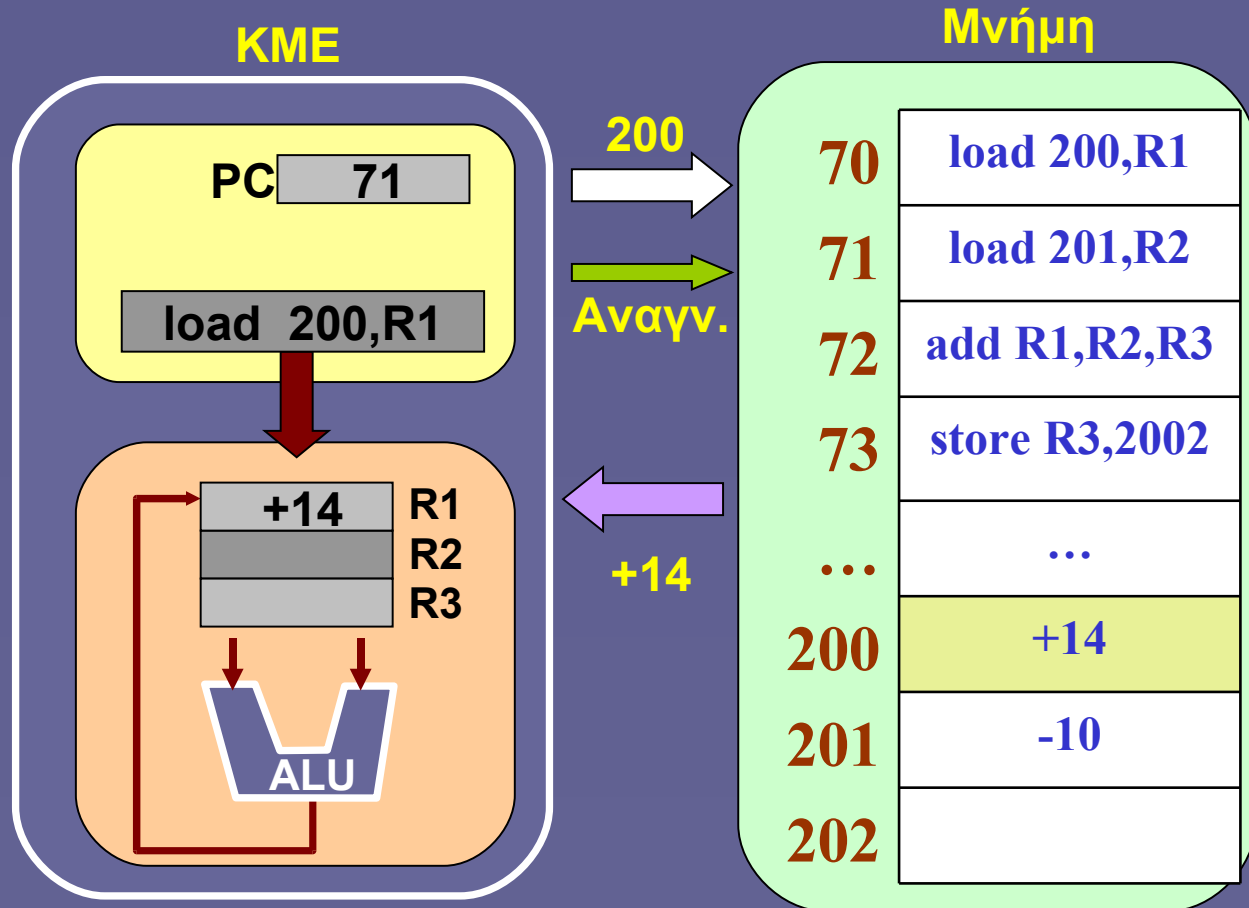 ΚΜΕ
PC 71
load 200,R1
+14 R1
R2
R3
ALU
200
Αναγν.
+14
Μνήμη
70 load 200,R1
71 load 201,R2
72 add R1,R2,R3
73 store R3,2002
... ...
200 +14
201 -10
202